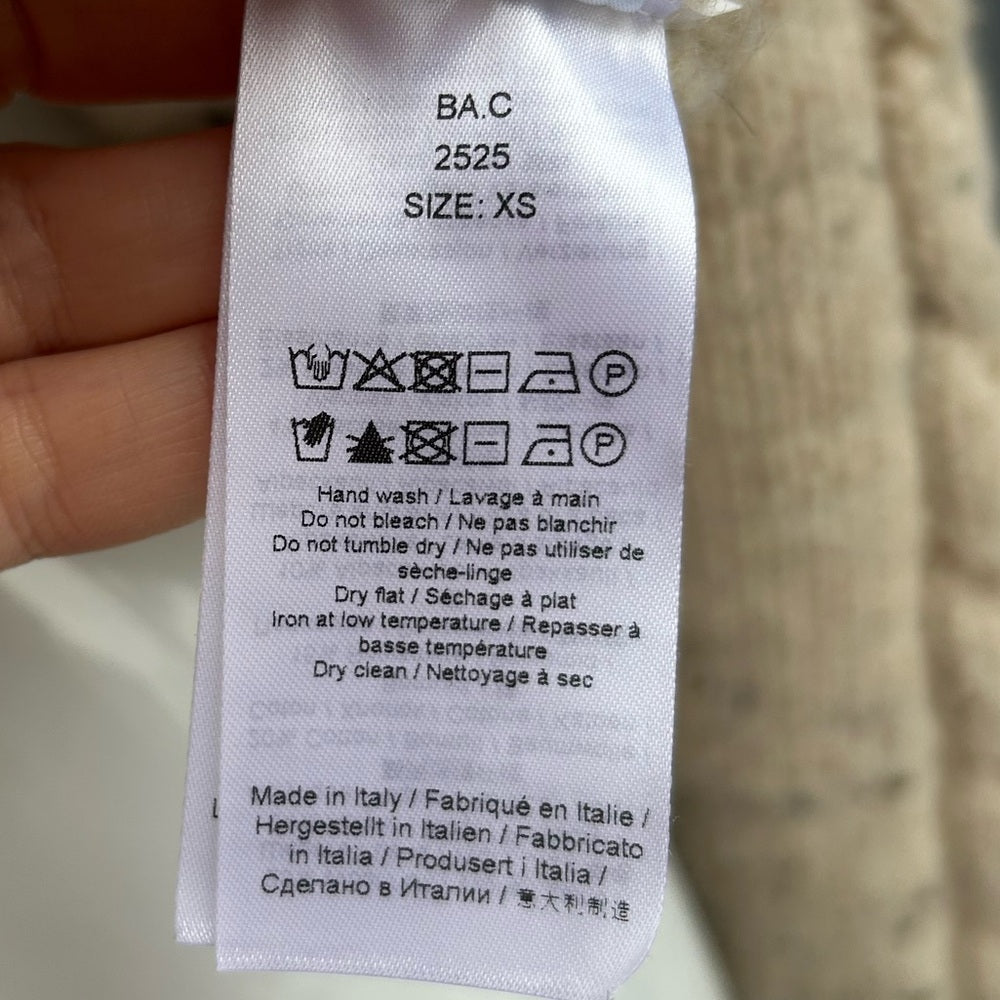 BA.C
2525
SIZE: XS
P
P
Hand wash / Lavage à main
Do not bleach / Ne pas blanchir
Do not tumble dry / Ne pas utiliser de
sèche-linge
Dry flat / Séchage à plat
Iron at low temperature / Repasser à
basse température
Dry clean / Nettoyage à sec
Made in Italy / Fabriqué en Italie /
Hergestellt in Italien / Fabbricato
in Italia / Produsert i Italia /
Сделано в Италии / 意大利制造